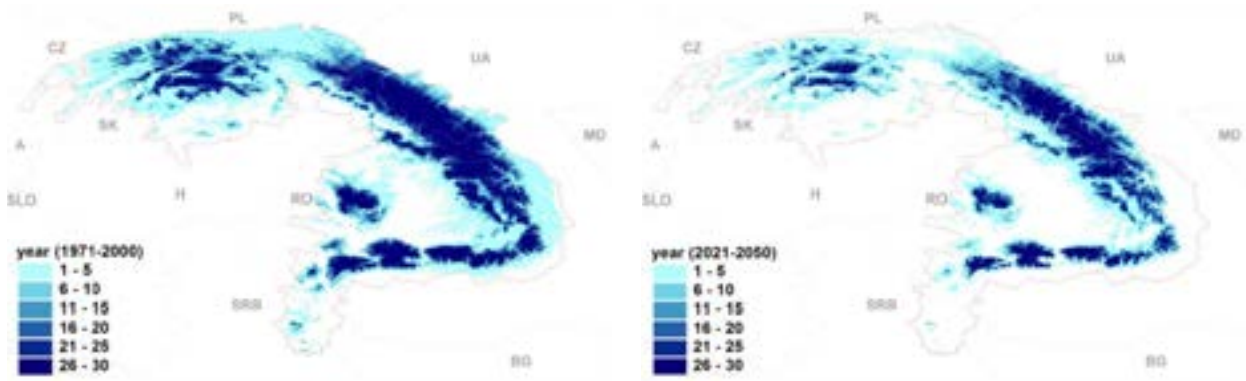 PL
CZ
UA
SK
MD
A
H
SLO
RO
year (1971-2000)
1 - 5
6 - 10
11 - 15
16 - 20
21 - 25
26 - 30
SRB
BG
PL
CZ
UA
SK
MD
A
H
SLO
RO
year (2021-2050)
1 - 5
6 - 10
11 - 15
16 - 20
21 - 25
26 - 30
SRB
BG